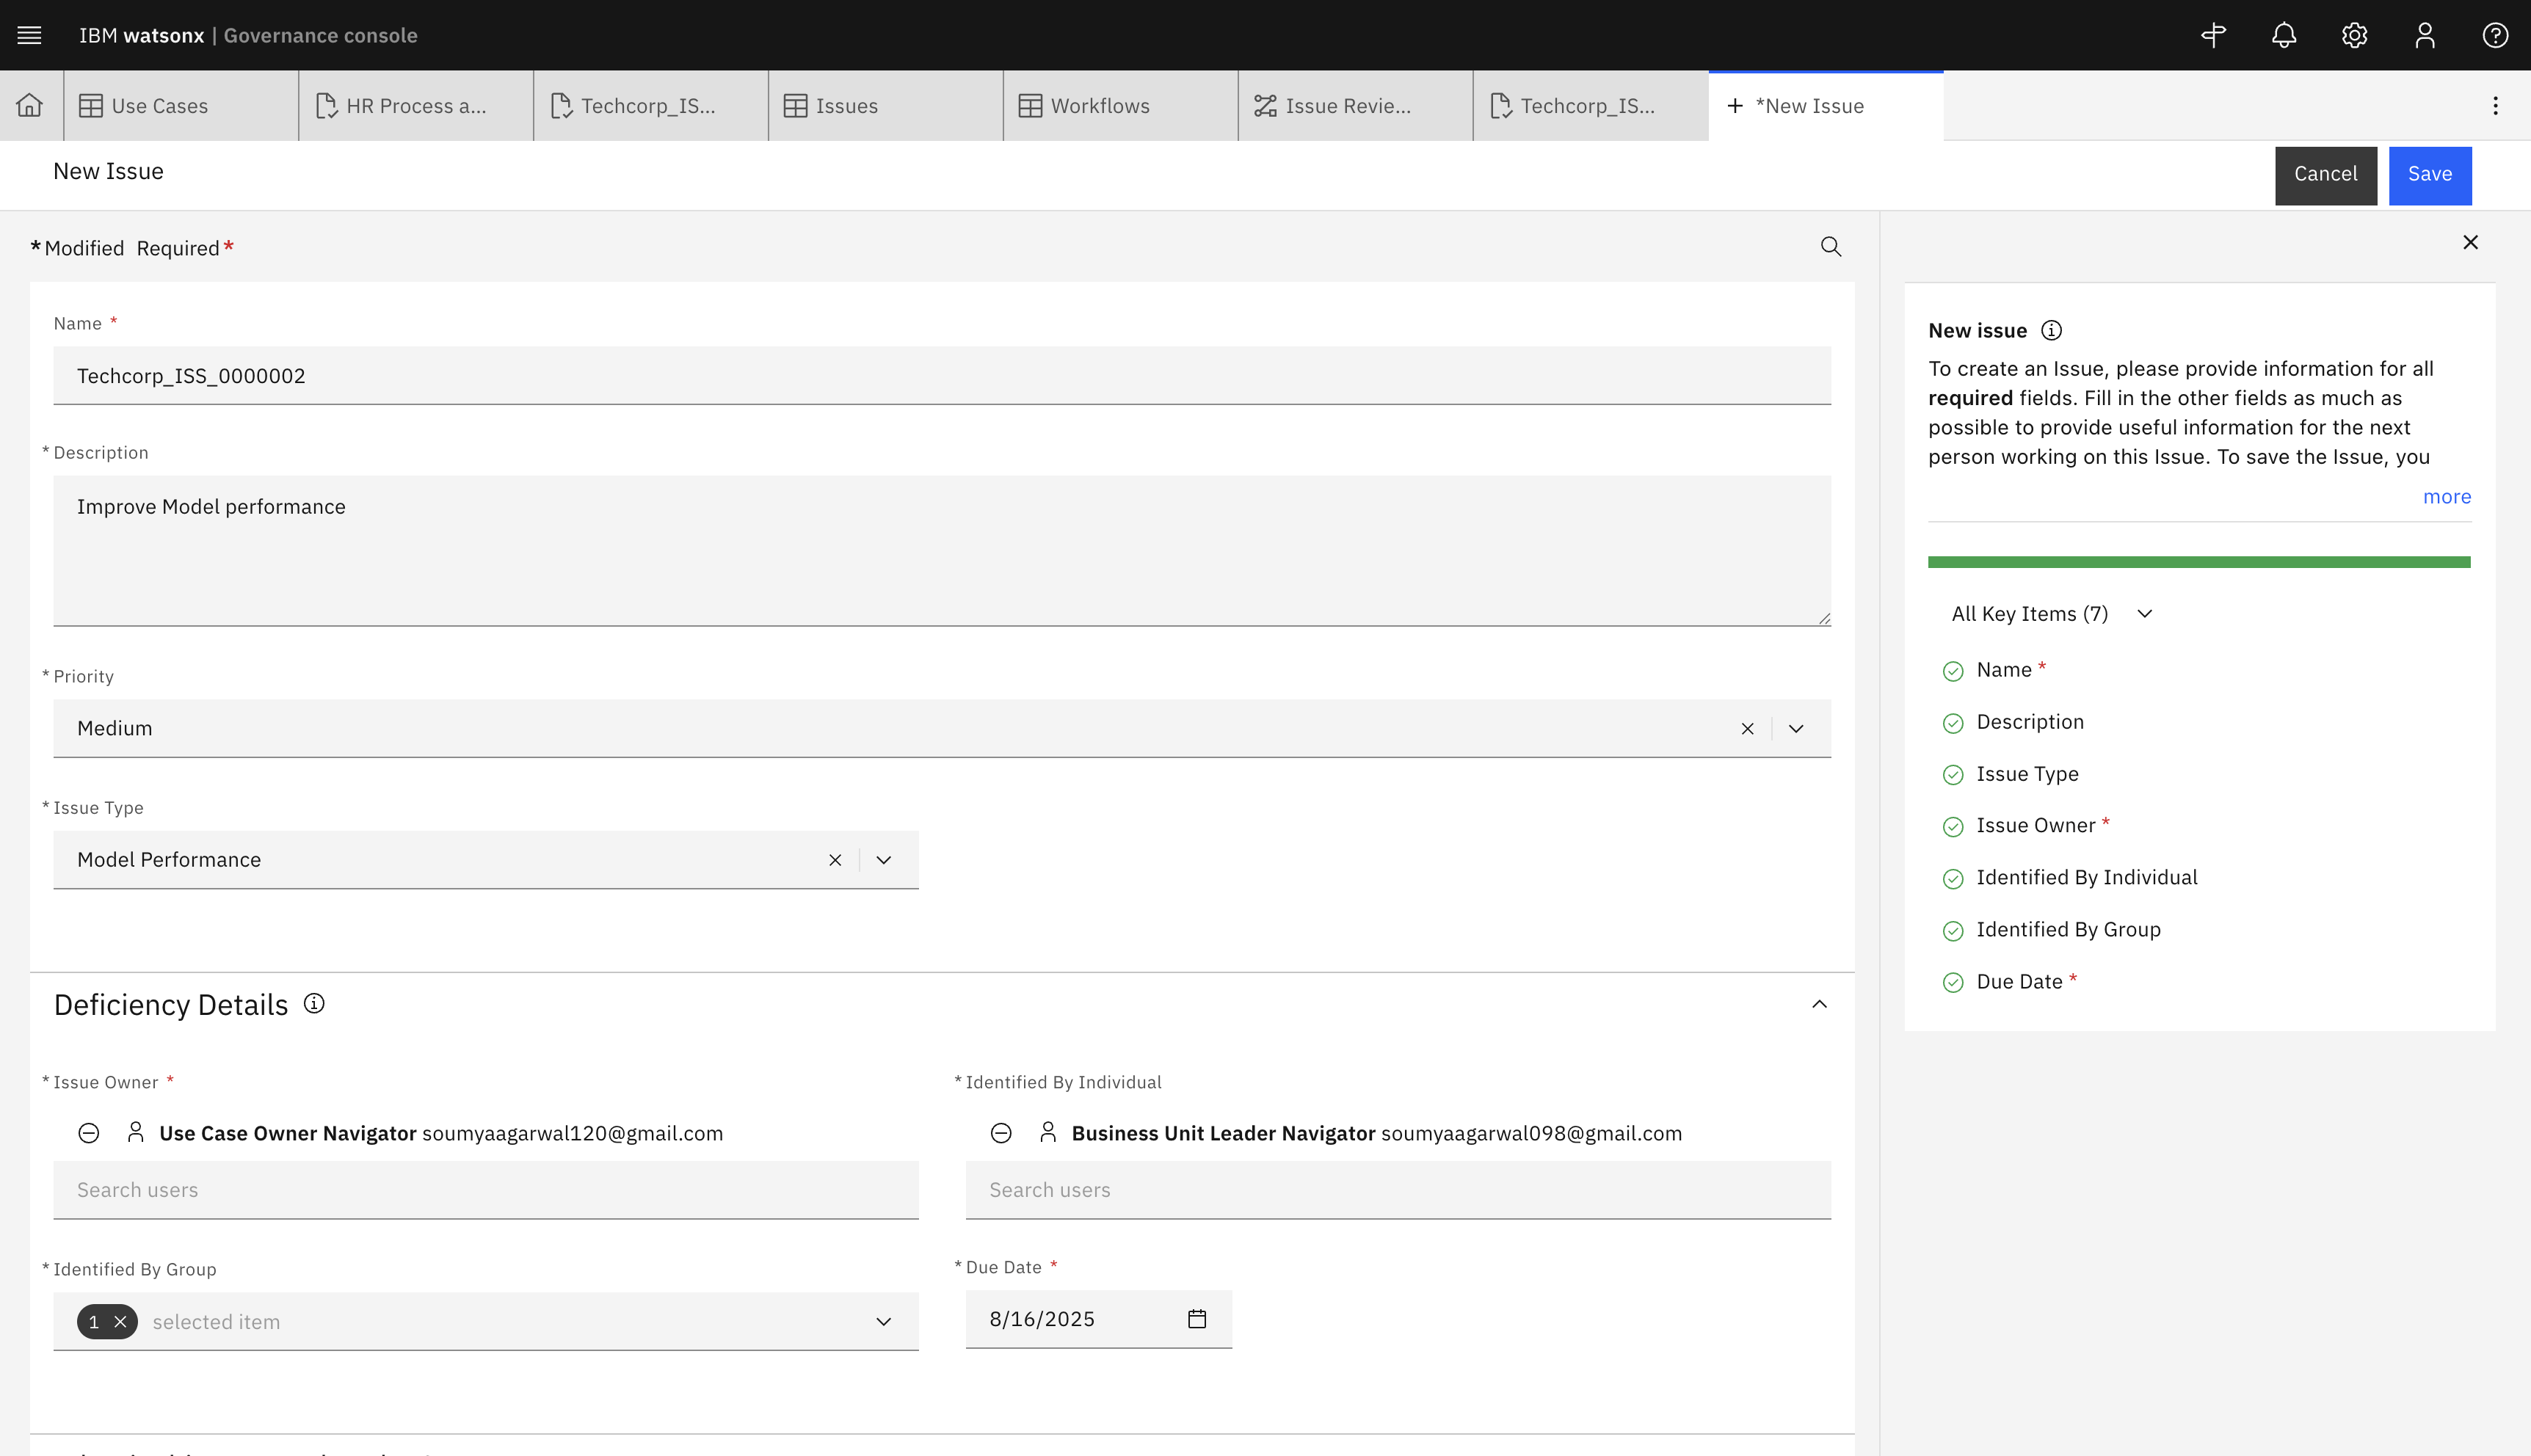 IBM watsonx | Governance console
Use Cases
HR Process a...
Techcorp_IS...
Issues
Workflows
Issue Revie...
Techcorp_IS...
+ *New Issue
New Issue
Cancel
Save
*Modified Required*
Name *
Techcorp_ISS_0000002
*Description
Improve Model performance
*Priority
Medium
*Issue Type
Model Performance
Deficiency Details
*Issue Owner *
Use Case Owner Navigator soumyaagarwal120@gmail.com
Search users
*Identified By Individual
Business Unit Leader Navigator soumyaagarwal098@gmail.com
Search users
*Identified By Group
1 × selected item
*Due Date *
8/16/2025
New issue
To create an Issue, please provide information for all
required fields. Fill in the other fields as much as
possible to provide useful information for the next
person working on this Issue. To save the Issue, you
more
All Key Items (7)
Name *
Description
Issue Type
Issue Owner *
Identified By Individual
Identified By Group
Due Date *